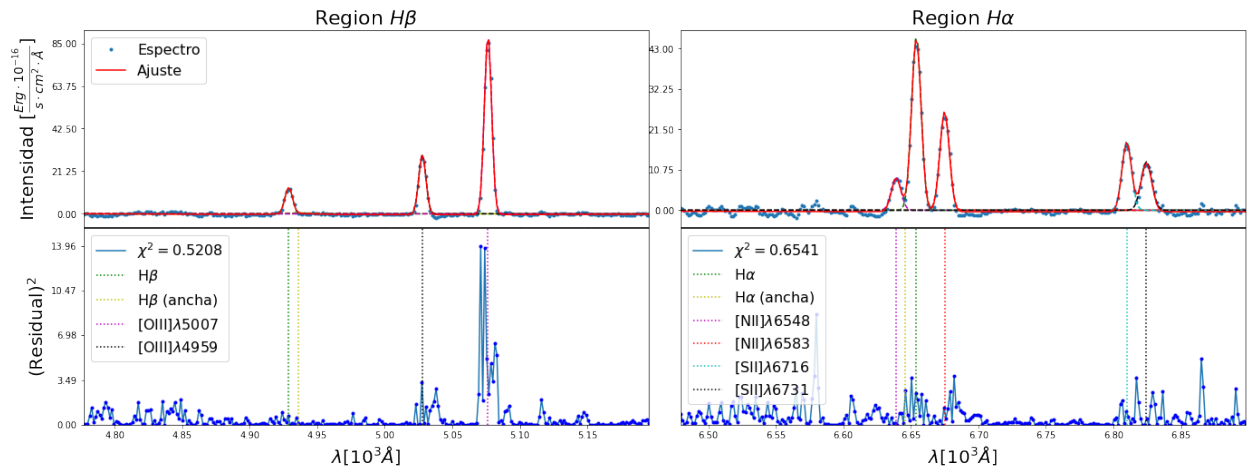 Region Hβ
Intensidad [Erg · 10⁻¹⁶ / s · cm² · Å]
85.00
63.75
42.50
21.25
0.00
Espectro
Ajuste
Region Hα
43.00
32.25
21.50
10.75
0.00
(Residual)²
13.96
10.47
6.98
3.49
0.00
χ² = 0.5208
Hβ
Hβ (ancha)
[OIII]λ5007
[OIII]λ4959
4.80
4.85
4.90
4.95
5.00
5.05
5.10
5.15
λ[10³Å]
χ² = 0.6541
Hα
Hα (ancha)
[NII]λ6548
[NII]λ6583
[SII]λ6716
[SII]λ6731
6.50
6.55
6.60
6.65
6.70
6.75
6.80
6.85
λ[10³Å]